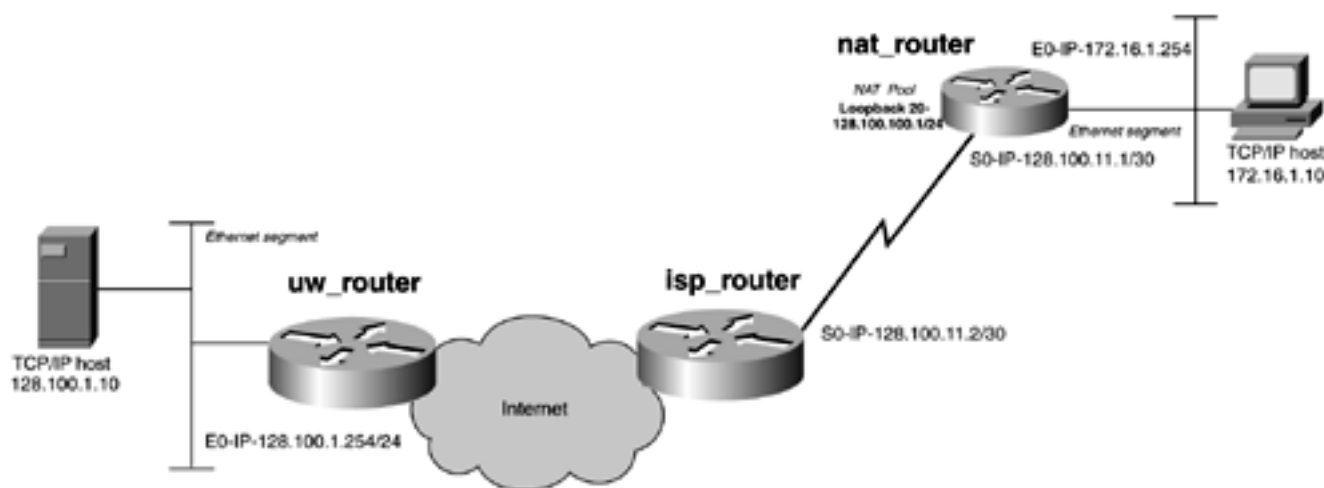 nat_router
E0-IP-172.16.1.254
NAT Pool
Loopback 20-
128.100.100.1/24
Ethernet segment
S0-IP-128.100.11.1/30
TCP/IP host
172.16.1.10
Ethernet segment
uw_router
isp_router
S0-IP-128.100.11.2/30
TCP/IP host
128.100.1.10
Internet
E0-IP-128.100.1.254/24